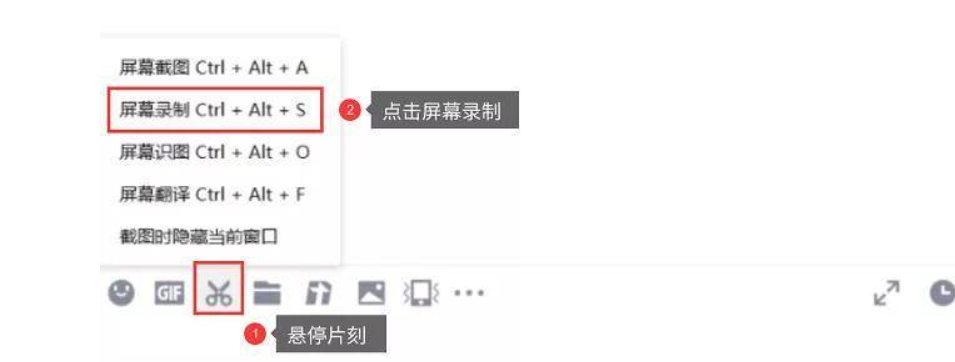 屏幕截图 Ctrl + Alt + A
屏幕录制 Ctrl + Alt + S
2 点击屏幕录制
屏幕识图 Ctrl + Alt + O
屏幕翻译 Ctrl + Alt + F
截图时隐藏当前窗口
GIF
1 悬停片刻